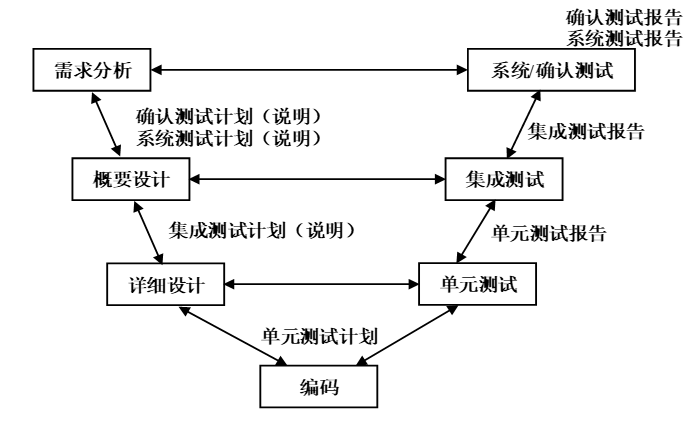 确认测试报告
系统测试报告
需求分析
系统/确认测试
确认测试计划（说明）
系统测试计划（说明）
集成测试报告
概要设计
集成测试
集成测试计划（说明）
单元测试报告
详细设计
单元测试
单元测试计划
编码